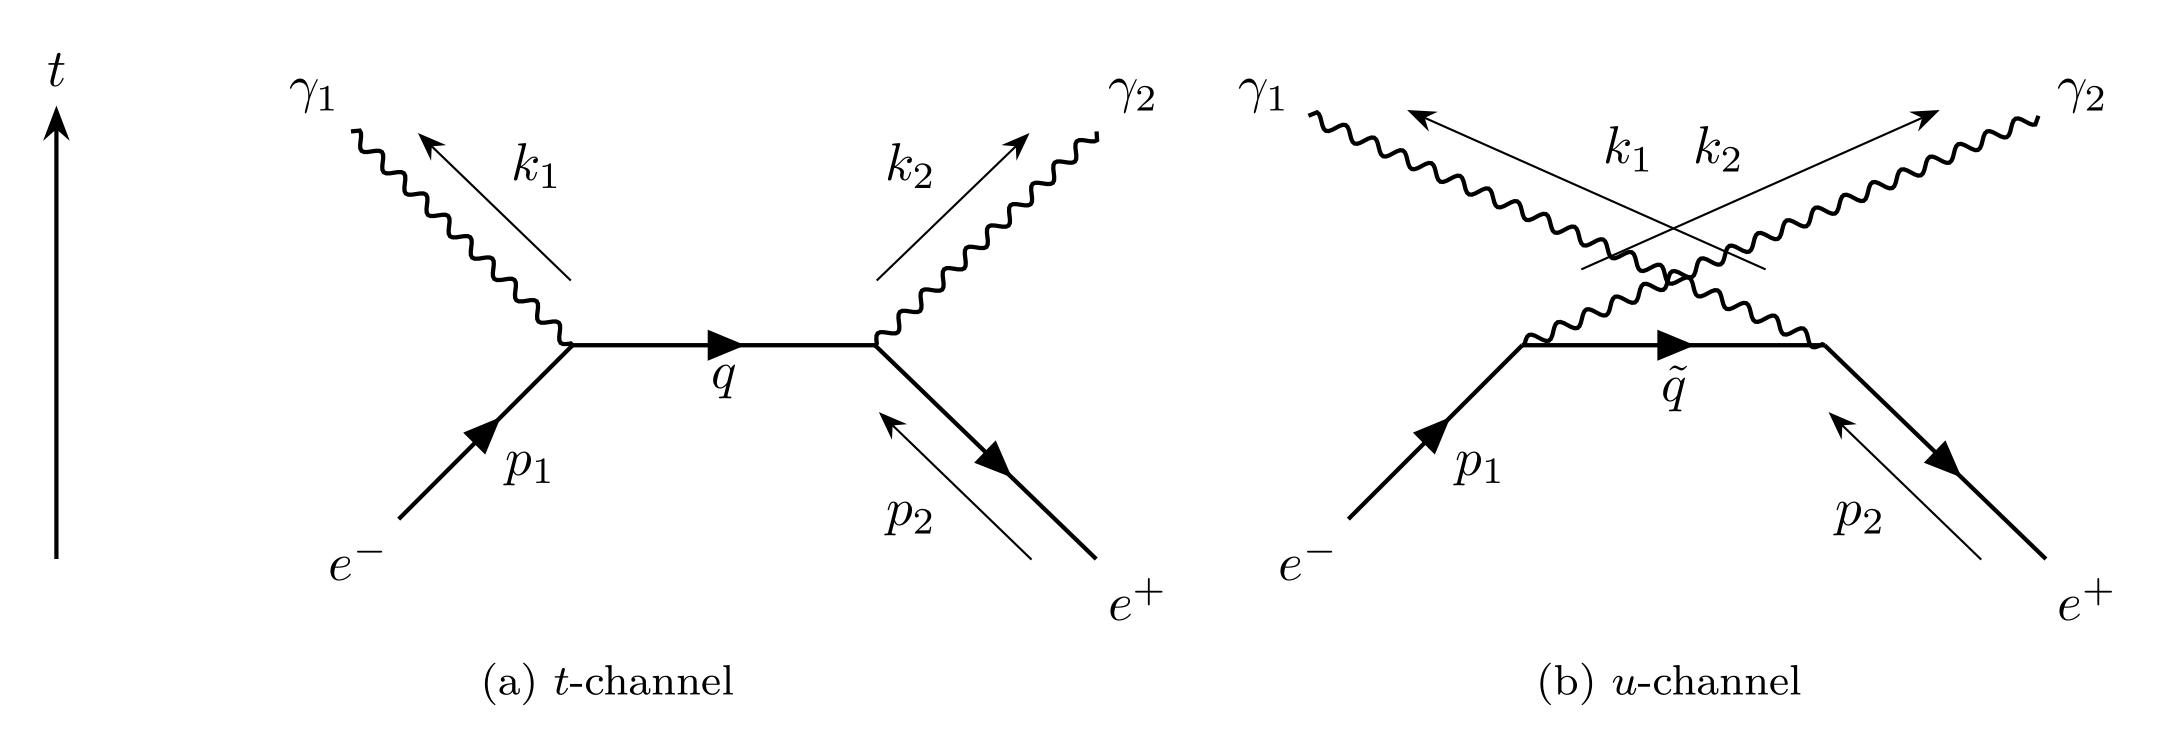 t
γ₁
k₁
k₂
γ₂
q
p₁
p₂
e⁻
e⁺
(a) t-channel
γ₁
k₁
k₂
γ₂
q̃
p₁
p₂
e⁻
e⁺
(b) u-channel